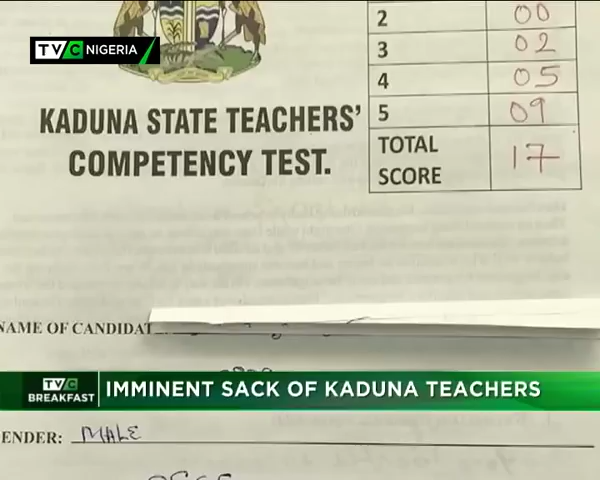 2 00
TVC NIGERIA
3 02
4 05
5 09
KADUNA STATE TEACHERS'
COMPETENCY TEST.
TOTAL
SCORE 17
NAME OF CANDIDAT
TVC
BREAKFAST
IMMINENT SACK OF KADUNA TEACHERS
ENDER: MALE